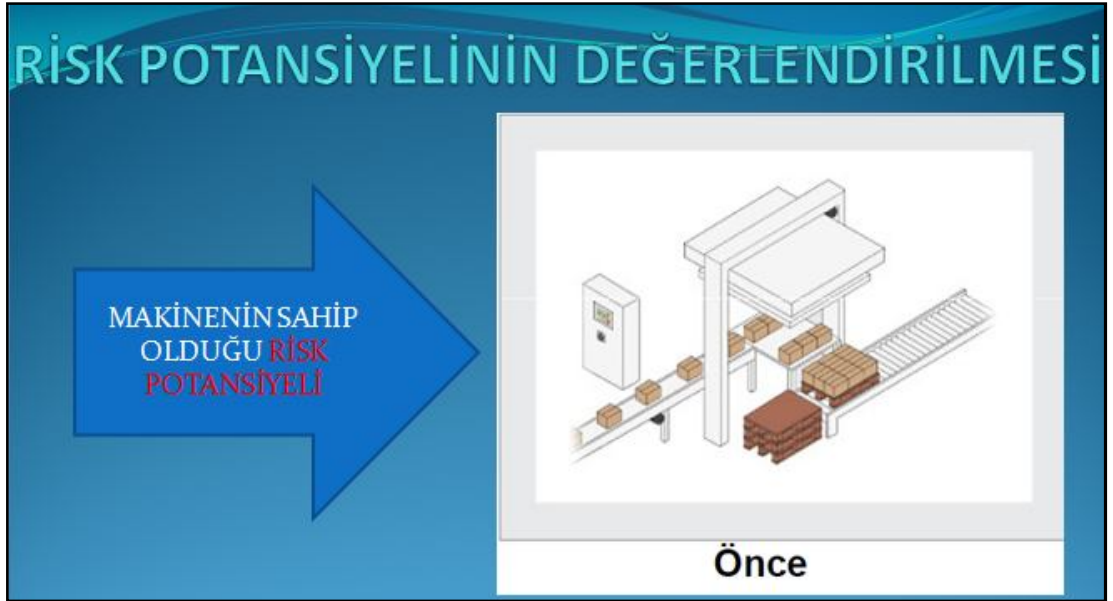 RİSK POTANSİYELİNİN DEĞERLENDİRİLMESİ
MAKİNENİN SAHİP
OLDUĞU RİSK
POTANSİYELİ
Önce